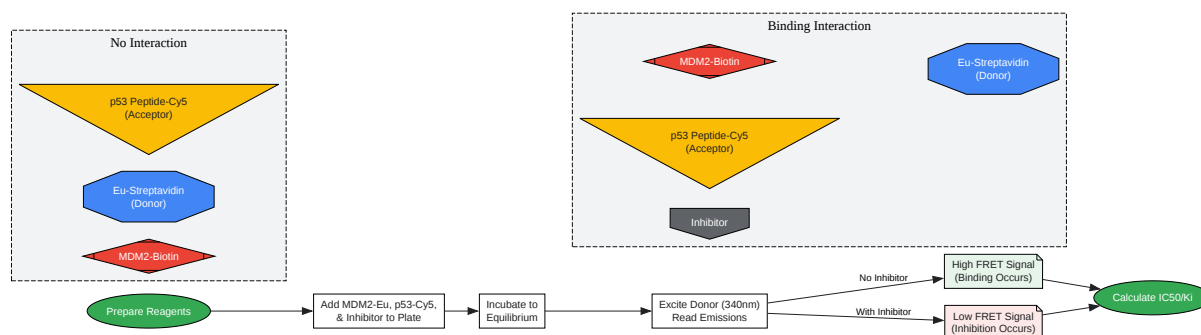 No Interaction
p53 Peptide-Cy5
(Acceptor)
Eu-Streptavidin
(Donor)
MDM2-Biotin
Binding Interaction
MDM2-Biotin
Eu-Streptavidin
(Donor)
p53 Peptide-Cy5
(Acceptor)
Inhibitor
Prepare Reagents
Add MDM2-Eu, p53-Cy5,
& Inhibitor to Plate
Incubate to
Equilibrium
Excite Donor (340nm)
Read Emissions
No Inhibitor
With Inhibitor
High FRET Signal
(Binding Occurs)
Low FRET Signal
(Inhibition Occurs)
Calculate IC50/Ki